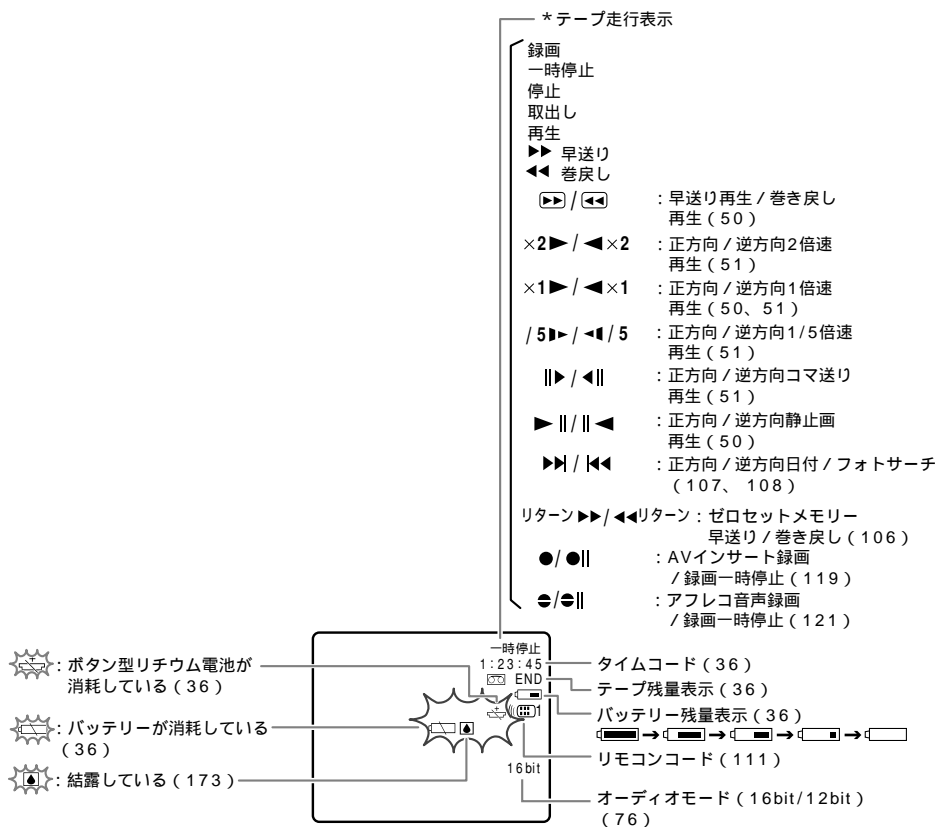 *テープ走行表示
録画
一時停止
停止
取出し
再生
▶▶ 早送り
◀◀ 巻戻し
▶▶/◀◀ :早送り再生/巻き戻し
再生(50)
×2▶/◀×2 :正方向/逆方向2倍速
再生(51)
×1▶/◀×1 :正方向/逆方向1倍速
再生(50、51)
/5▮▶/◀▮/5 :正方向/逆方向1/5倍速
再生(51)
‖▶/◀‖ :正方向/逆方向コマ送り
再生(51)
▶‖/‖◀ :正方向/逆方向静止画
再生(50)
▶▶|/|◀◀ :正方向/逆方向日付/フォトサーチ
(107、 108)
リターン▶▶/◀◀リターン:ゼロセットメモリー
早送り/巻き戻し(106)
●/●‖ :AVインサート録画
/録画一時停止(119)
:アフレコ音声録画
/録画一時停止(121)
一時停止
1:23:45
END
1
16bit
:ボタン型リチウム電池が
消耗している(36)
:バッテリーが消耗している
(36)
:結露している(173)
タイムコード(36)
テープ残量表示(36)
バッテリー残量表示(36)
→ → → →
リモコンコード(111)
オーディオモード(16bit/12bit)
(76)